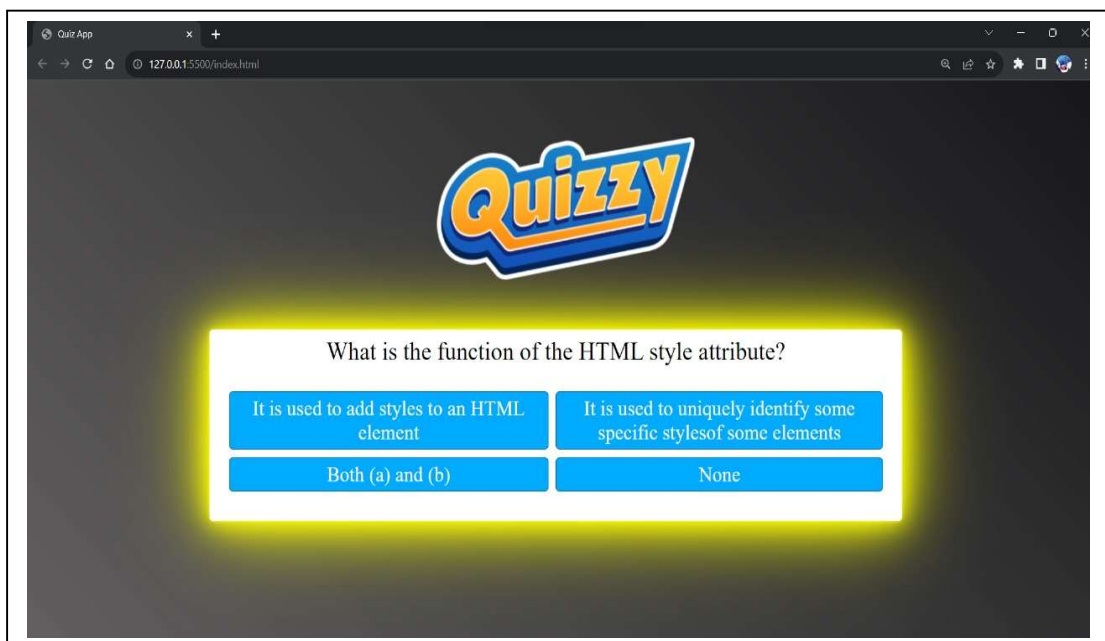 Quiz App
127.0.0.1:5500/index.html
Quizzy
What is the function of the HTML style attribute?
It is used to add styles to an HTML
element
It is used to uniquely identify some
specific stylesof some elements
Both (a) and (b)
None